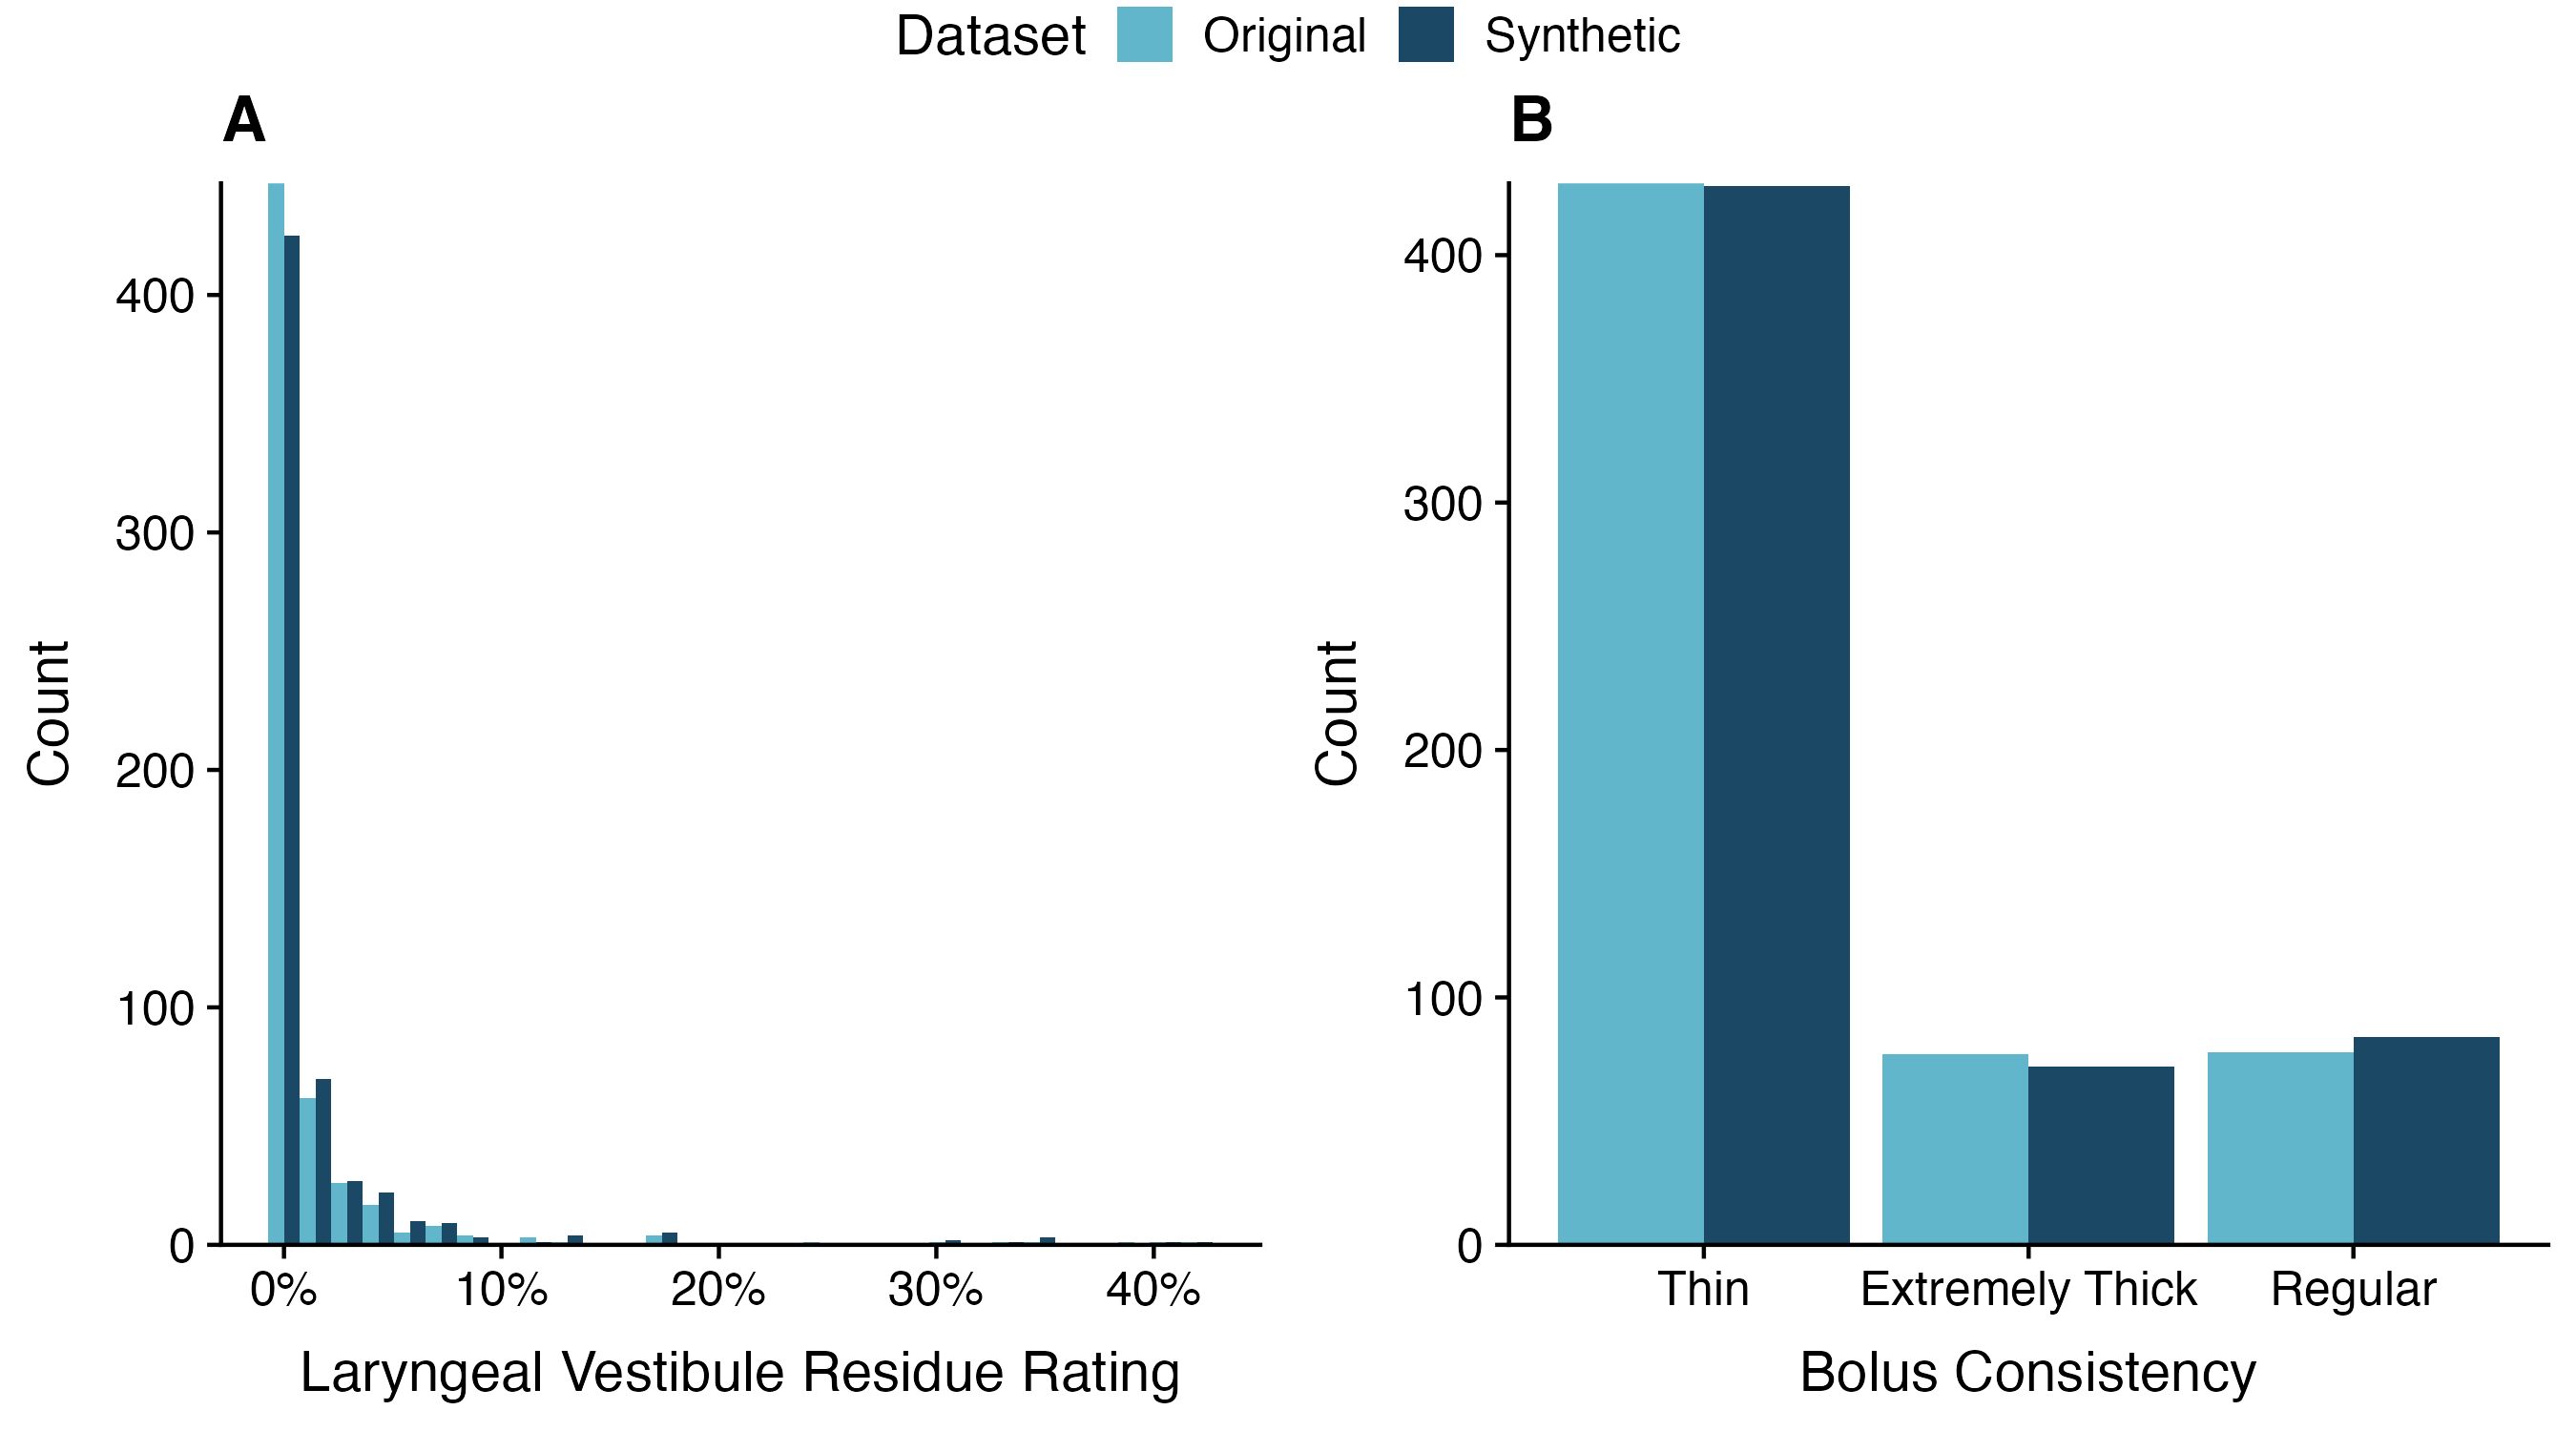 Dataset Original Synthetic
A
400
300
200
100
0
Count
0% 10% 20% 30% 40%
Laryngeal Vestibule Residue Rating
B
400
300
200
100
0
Count
Thin Extremely Thick Regular
Bolus Consistency